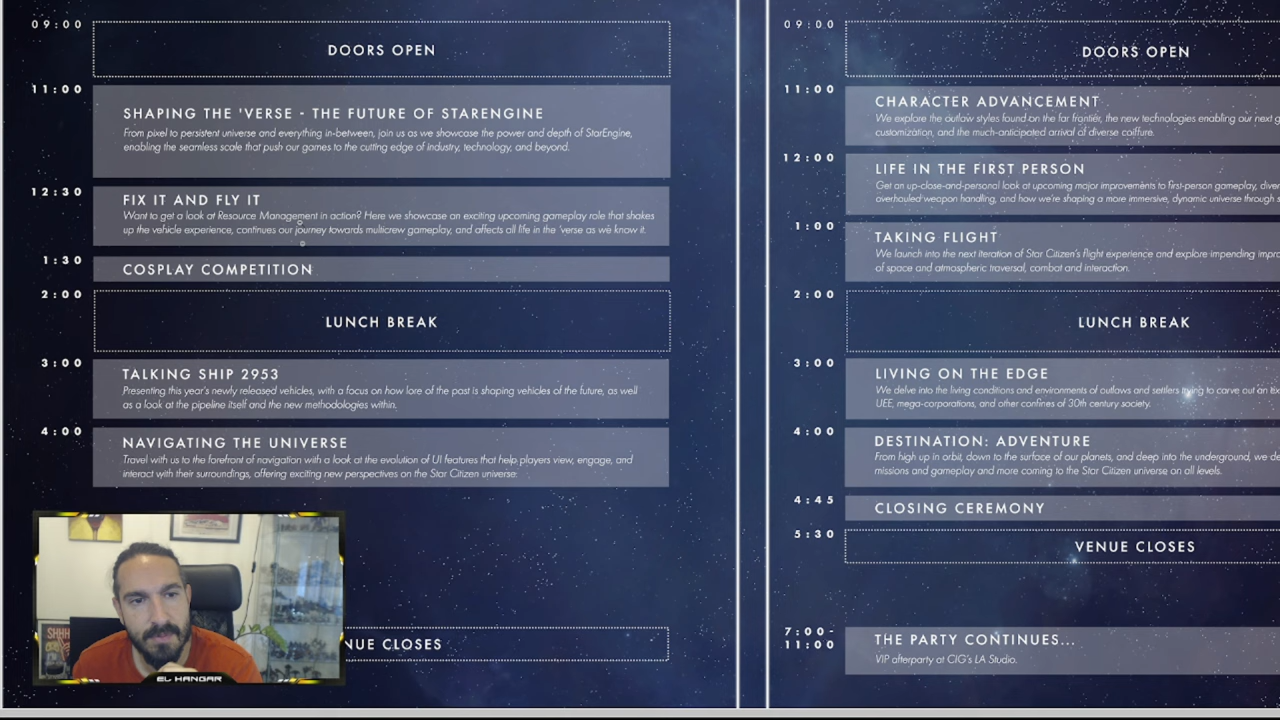 09:00
DOORS OPEN
11:00
SHAPING THE 'VERSE - THE FUTURE OF STARENGINE
From pixel to persistent universe and everything in-between, join us as we showcase the power and depth of StarEngine,
enabling the seamless scale that push our games to the cutting edge of industry, technology, and beyond.
12:30
FIX IT AND FLY IT
Want to get a look at Resource Management in action? Here we showcase an exciting upcoming gameplay role that shakes
up the vehicle experience, continues our journey towards multicrew gameplay, and affects all life in the 'verse as we know it.
1:30
COSPLAY COMPETITION
2:00
LUNCH BREAK
3:00
TALKING SHIP 2953
Presenting this year's newly released vehicles, with a focus on how lore of the past is shaping vehicles of the future, as well
as a look at the pipeline itself and the new methodologies within.
4:00
NAVIGATING THE UNIVERSE
Travel with us to the forefront of navigation with a look at the evolution of UI features that help players view, engage, and
interact with their surroundings, offering exciting new perspectives on the Star Citizen universe.
NUE CLOSES
SHHH
EL HANGAR
09:00
DOORS OPEN
11:00
CHARACTER ADVANCEMENT
We explore the outlaw styles found on the far frontier, the new technologies enabling our next g
customization, and the much-anticipated arrival of diverse coiffure.
12:00
LIFE IN THE FIRST PERSON
Get an up-close-and-personal look at upcoming major improvements to first-person gameplay, diver
overhauled weapon handling, and how we're shaping a more immersive, dynamic universe through s
1:00
TAKING FLIGHT
We launch into the next iteration of Star Citizen's flight experience and explore impending impro
of space and atmospheric traversal, combat and interaction.
2:00
LUNCH BREAK
3:00
LIVING ON THE EDGE
We delve into the living conditions and environments of outlaws and settlers trying to carve out an ex
UEE, mega-corporations, and other confines of 30th century society.
4:00
DESTINATION: ADVENTURE
From high up in orbit, down to the surface of our planets, and deep into the underground, we de
missions and gameplay and more coming to the Star Citizen universe on all levels.
4:45
CLOSING CEREMONY
5:30
VENUE CLOSES
7:00-
11:00
THE PARTY CONTINUES...
VIP afterparty at CIG's LA Studio.